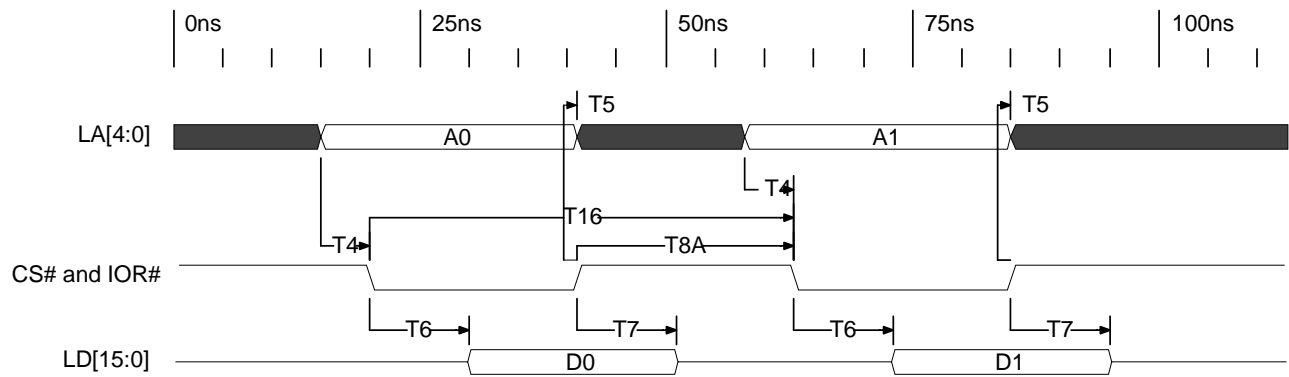 0ns 25ns 50ns 75ns 100ns
T5 T5
LA[4:0] A0 A1
T4
T16
T4 T8A
CS# and IOR#
T6 T7 T6 T7
LD[15:0] D0 D1